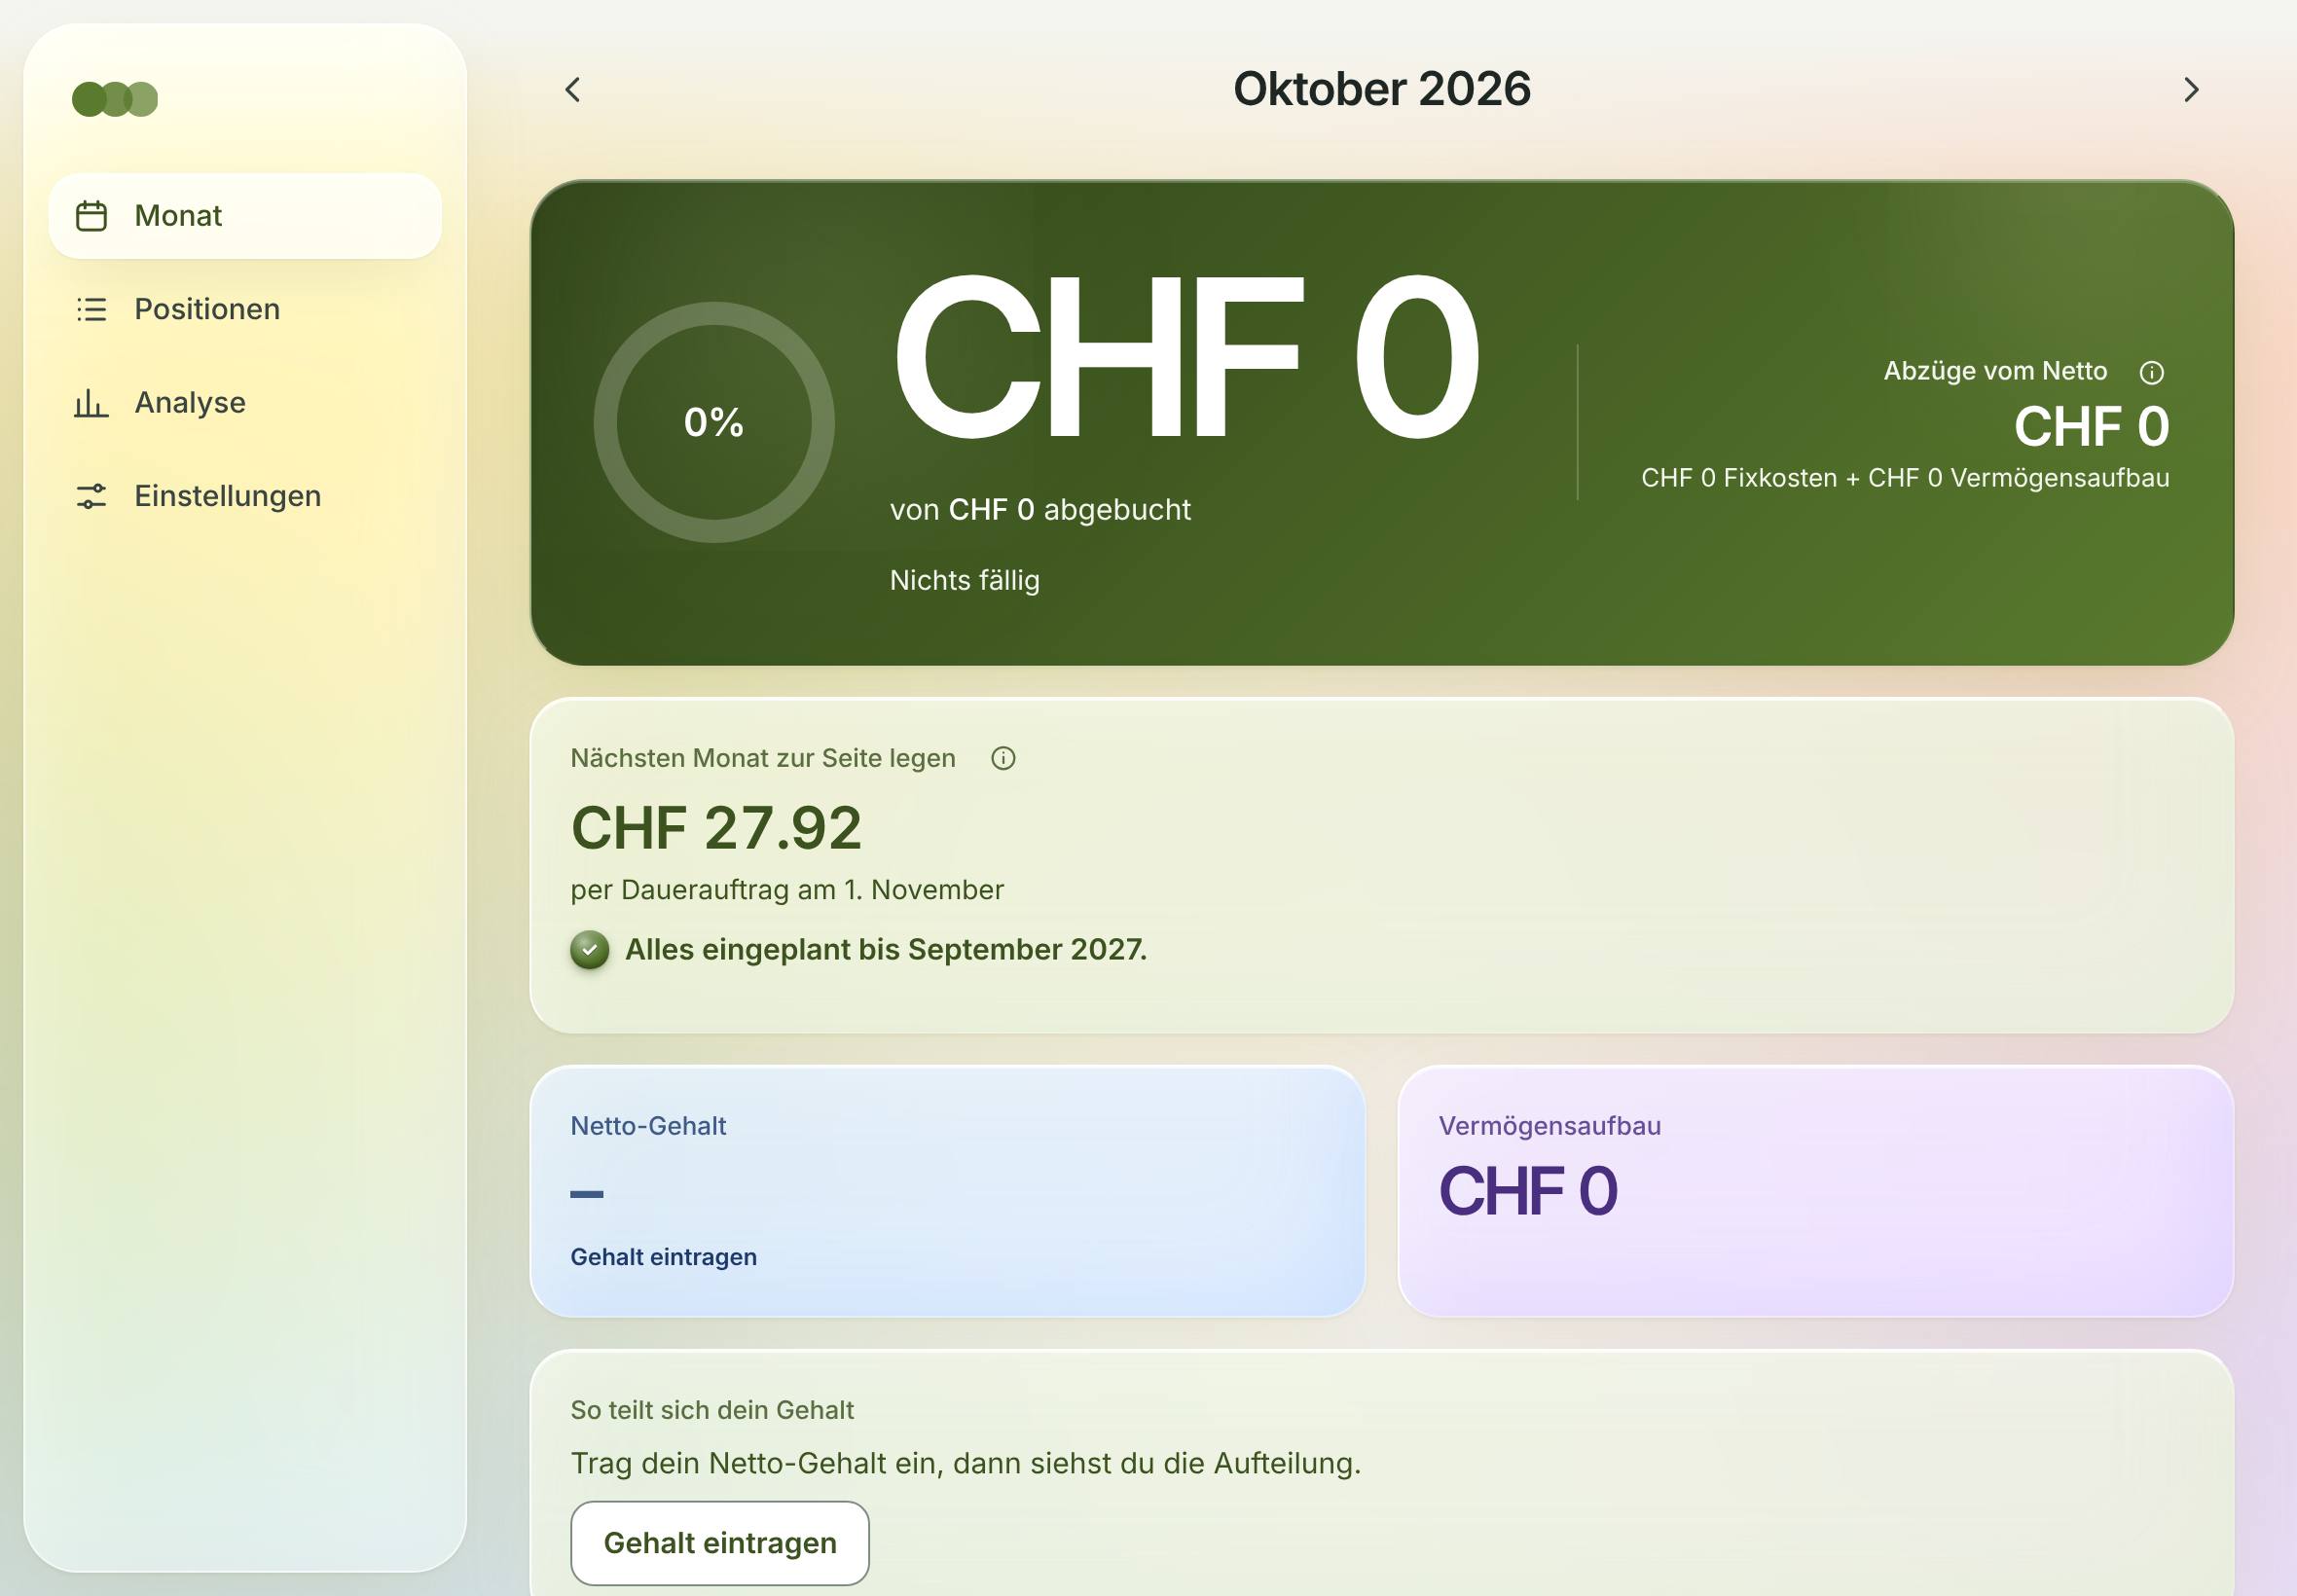 Monat
Positionen
Analyse
Einstellungen
Oktober 2026
0%
CHF 0
von CHF 0 abgebucht
Nichts fällig
Abzüge vom Netto
CHF 0
CHF 0 Fixkosten + CHF 0 Vermögensaufbau
Nächsten Monat zur Seite legen
CHF 27.92
per Dauerauftrag am 1. November
Alles eingeplant bis September 2027.
Netto-Gehalt
–
Gehalt eintragen
Vermögensaufbau
CHF 0
So teilt sich dein Gehalt
Trag dein Netto-Gehalt ein, dann siehst du die Aufteilung.
Gehalt eintragen